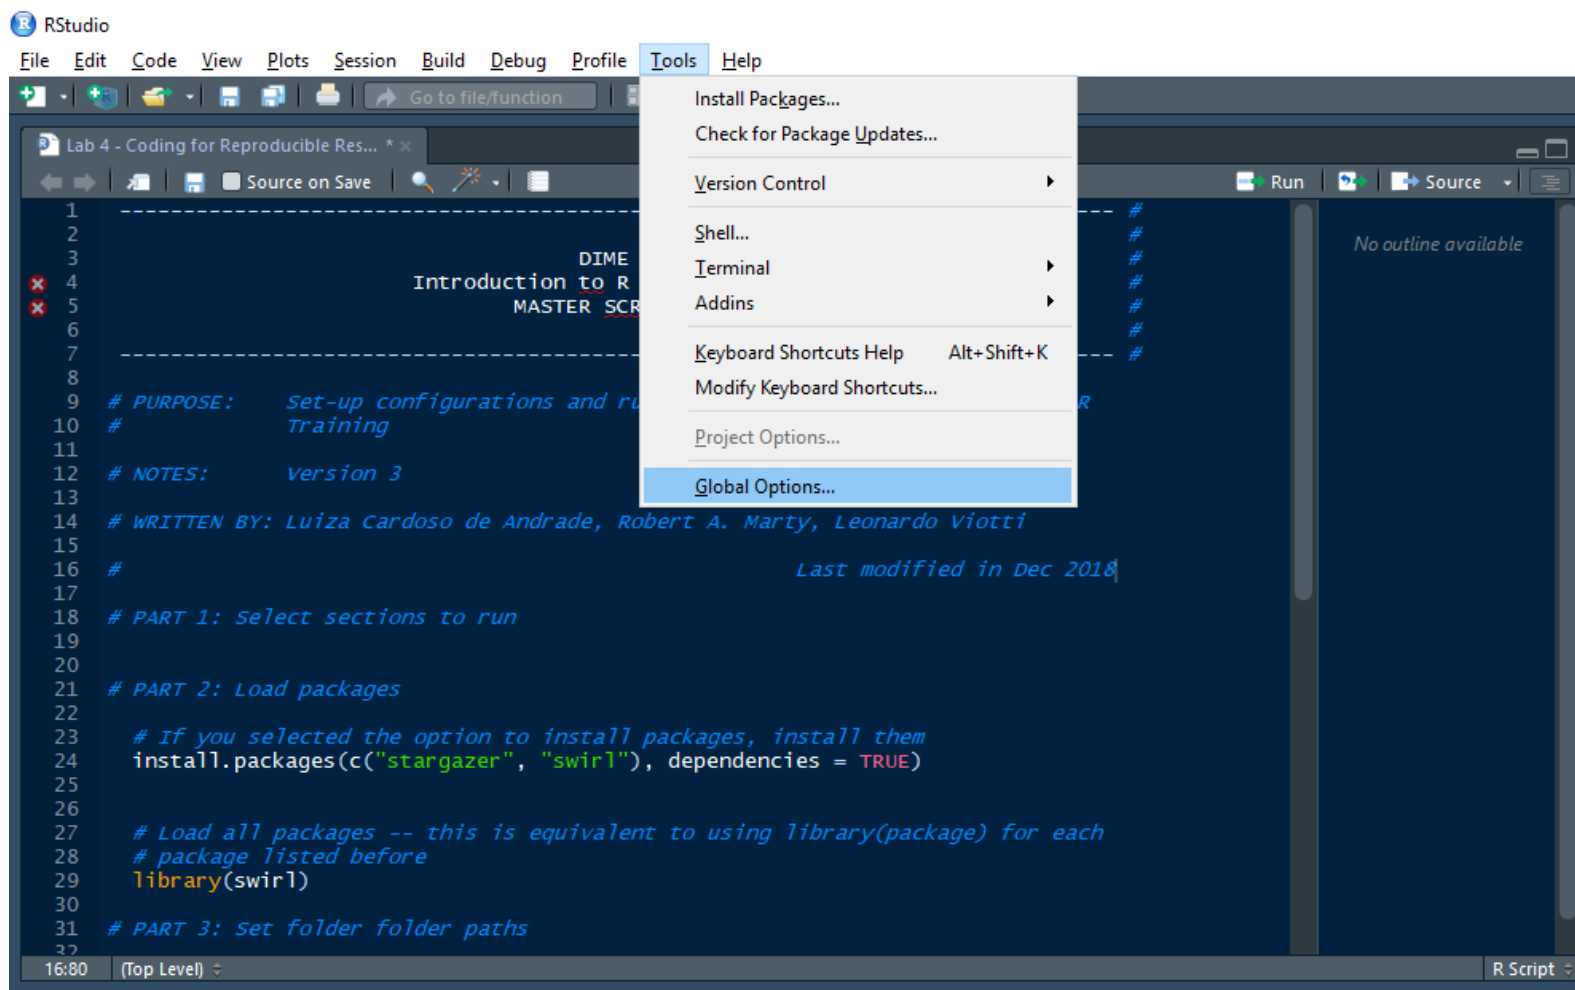 RStudio
File Edit Code View Plots Session Build Debug Profile Tools Help
Go to file/function
Install Packages...
Check for Package Updates...
Version Control
Shell...
Terminal
Addins
Keyboard Shortcuts Help Alt+Shift+K
Modify Keyboard Shortcuts...
Project Options...
Global Options...
Lab 4 - Coding for Reproducible Res... *
Source on Save
Run
Source
No outline available
1 ----------------------------------------- --- #
2 #
3 DIME #
4 Introduction to R #
5 MASTER SCR #
6 #
7 ----------------------------------------- --- #
8
9 # PURPOSE: Set-up configurations and ru R
10 # Training
11
12 # NOTES: Version 3
13
14 # WRITTEN BY: Luiza Cardoso de Andrade, Robert A. Marty, Leonardo Viotti
15
16 # Last modified in Dec 2018
17
18 # PART 1: Select sections to run
19
20
21 # PART 2: Load packages
22
23 # If you selected the option to install packages, install them
24 install.packages(c("stargazer", "swirl"), dependencies = TRUE)
25
26
27 # Load all packages -- this is equivalent to using library(package) for each
28 # package listed before
29 library(swirl)
30
31 # PART 3: Set folder folder paths
32
16:80 (Top Level) R Script